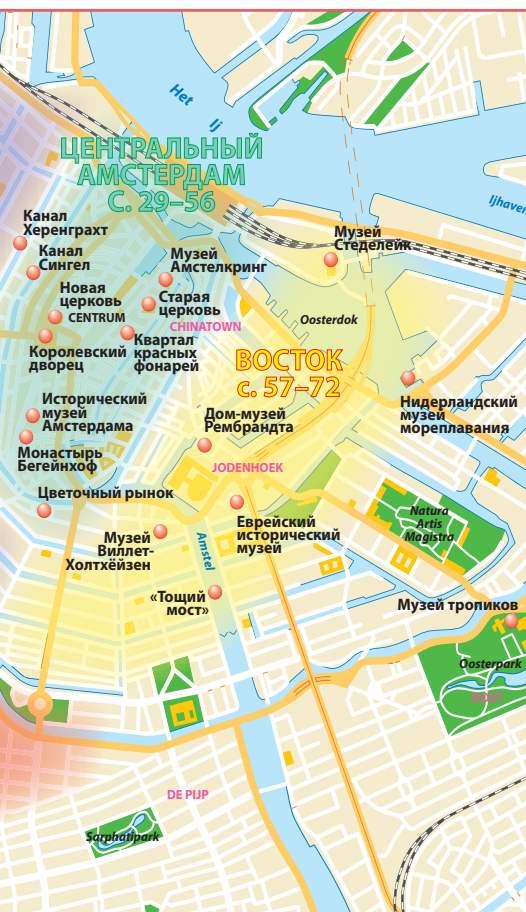 Het
Ij
ЦЕНТРАЛЬНЫЙ
АМСТЕРДАМ
С. 29–56
Ijhaven
Канал
Херенграхт
Канал
Сингел
Музей
Стеделейк
Музей
Амстелкринг
Новая
церковь
CENTRUM
Старая
церковь
CHINATOWN
Oosterdok
Королевский
дворец
Квартал
красных
фонарей
ВОСТОК
с. 57–72
Исторический
музей
Амстердама
Дом-музей
Рембрандта
Нидерландский
музей
мореплавания
Монастырь
Бегейнхоф
JODENHOEK
Цветочный рынок
Еврейский
исторический
музей
Natura
Artis
Magistra
Музей
Виллет-
Холтхёйзен
Amstel
«Тощий
мост»
Музей тропиков
Oosterpark
OOST
DE PIJP
Sarphatipark